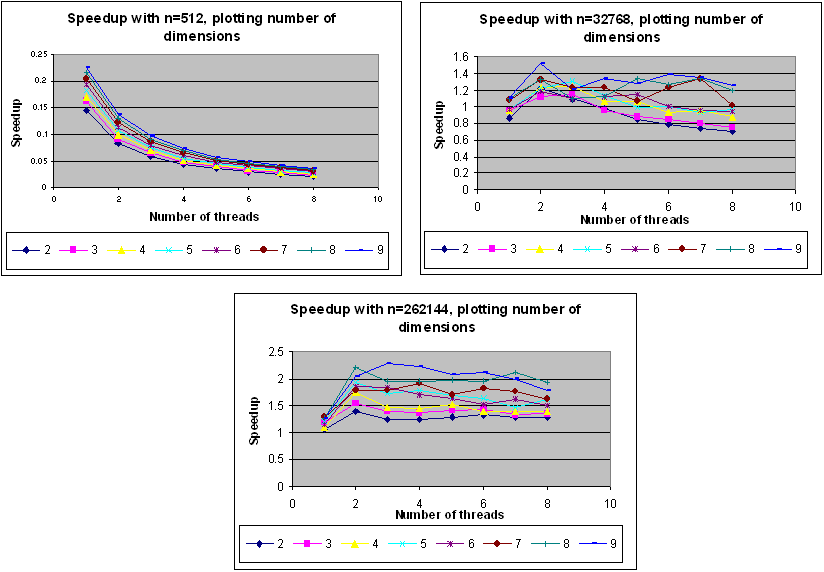 Speedup with n=512, plotting number of
dimensions
0.25
0.2
0.15
0.1
0.05
0
Speedup
0 2 4 6 8 10
Number of threads
2 3 4 5 6 7 8 9
Speedup with n=32768, plotting number of
dimensions
1.6
1.4
1.2
1
0.8
0.6
0.4
0.2
0
Speedup
0 2 4 6 8 10
Number of threads
2 3 4 5 6 7 8 9
Speedup with n=262144, plotting number of
dimensions
2.5
2
1.5
1
0.5
0
Speedup
0 2 4 6 8 10
Number of threads
2 3 4 5 6 7 8 9